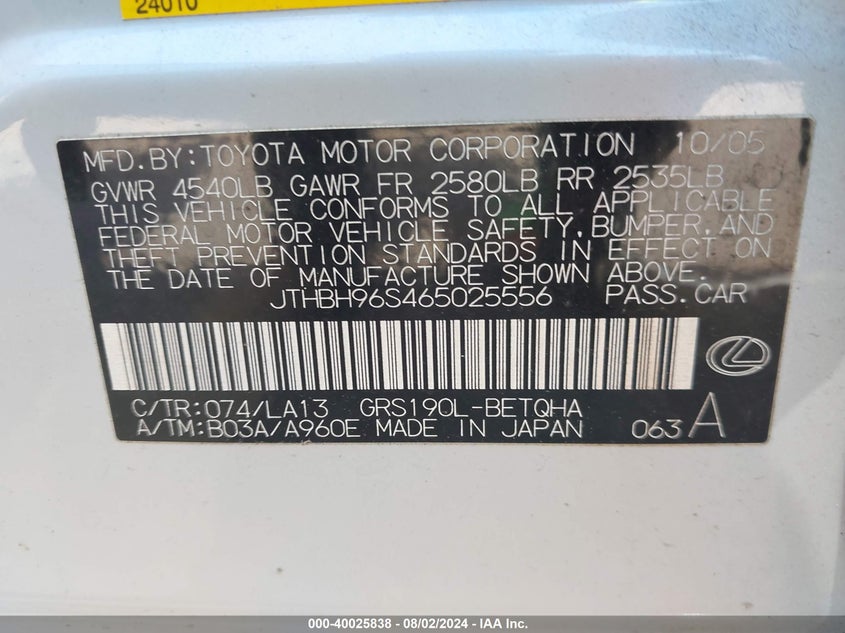 24010
MFD.BY:TOYOTA MOTOR CORPORATION 10/05
GVWR 4540LB GAWR FR 2580LB RR 2535LB
THIS VEHICLE CONFORMS TO ALL APPLICABLE
FEDERAL MOTOR VEHICLE SAFETY,BUMPER,AND
THEFT PREVENTION STANDARDS IN EFFECT ON
THE DATE OF MANUFACTURE SHOWN ABOVE.
JTHBH96S465025556 PASS.CAR
C/TR:074/LA13 GRS190L-BETQHA
A/TM:B03A/A960E MADE IN JAPAN 063 A
000-40025838 - 08/02/2024 - IAA Inc.